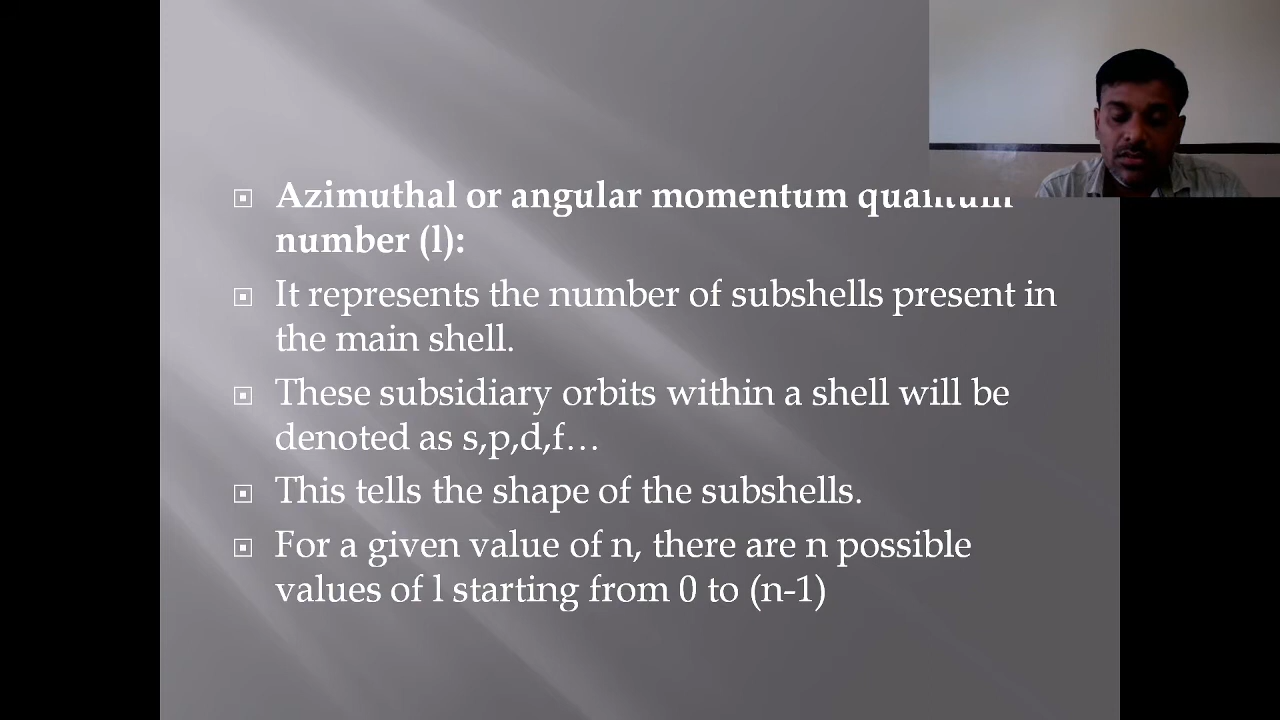 Azimuthal or angular momentum quantum
number (l):
It represents the number of subshells present in
the main shell.
These subsidiary orbits within a shell will be
denoted as s,p,d,f…
This tells the shape of the subshells.
For a given value of n, there are n possible
values of l starting from 0 to (n-1)